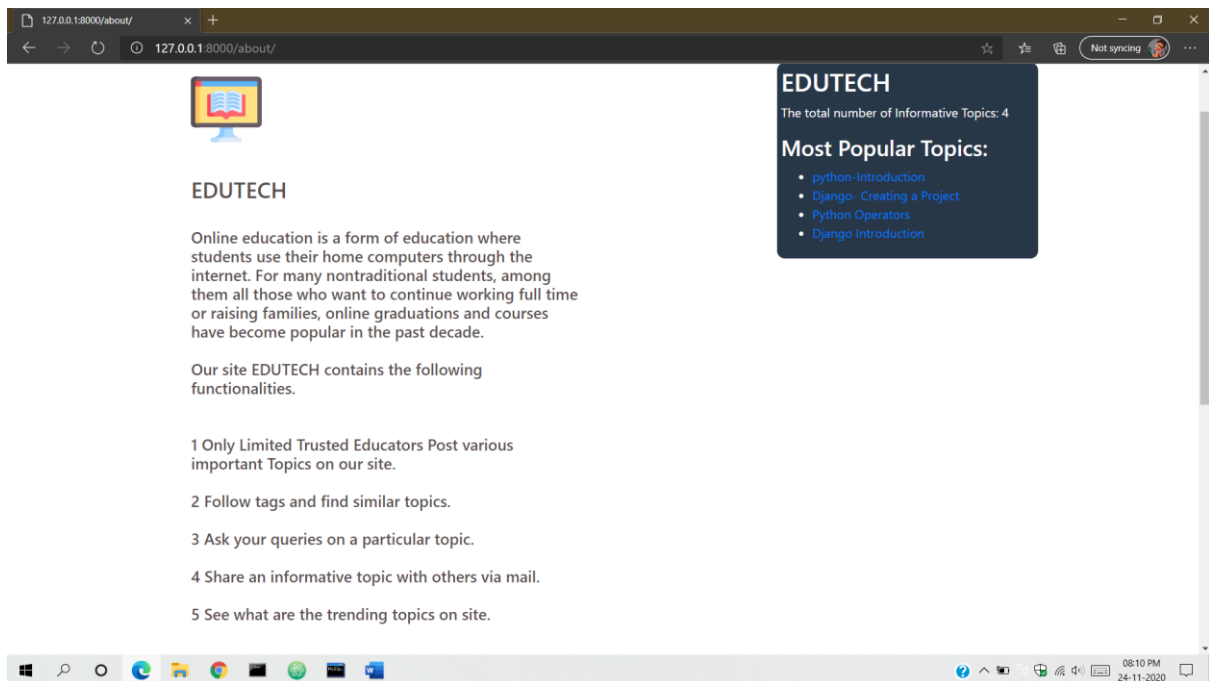 127.0.0.1:8000/about/
127.0.0.1:8000/about/
Not syncing
EDUTECH
Online education is a form of education where
students use their home computers through the
internet. For many nontraditional students, among
them all those who want to continue working full time
or raising families, online graduations and courses
have become popular in the past decade.
Our site EDUTECH contains the following
functionalities.
1 Only Limited Trusted Educators Post various
important Topics on our site.
2 Follow tags and find similar topics.
3 Ask your queries on a particular topic.
4 Share an informative topic with others via mail.
5 See what are the trending topics on site.
EDUTECH
The total number of Informative Topics: 4
Most Popular Topics:
python-Introduction
Django- Creating a Project
Python Operators
Django Introduction
08:10 PM
24-11-2020